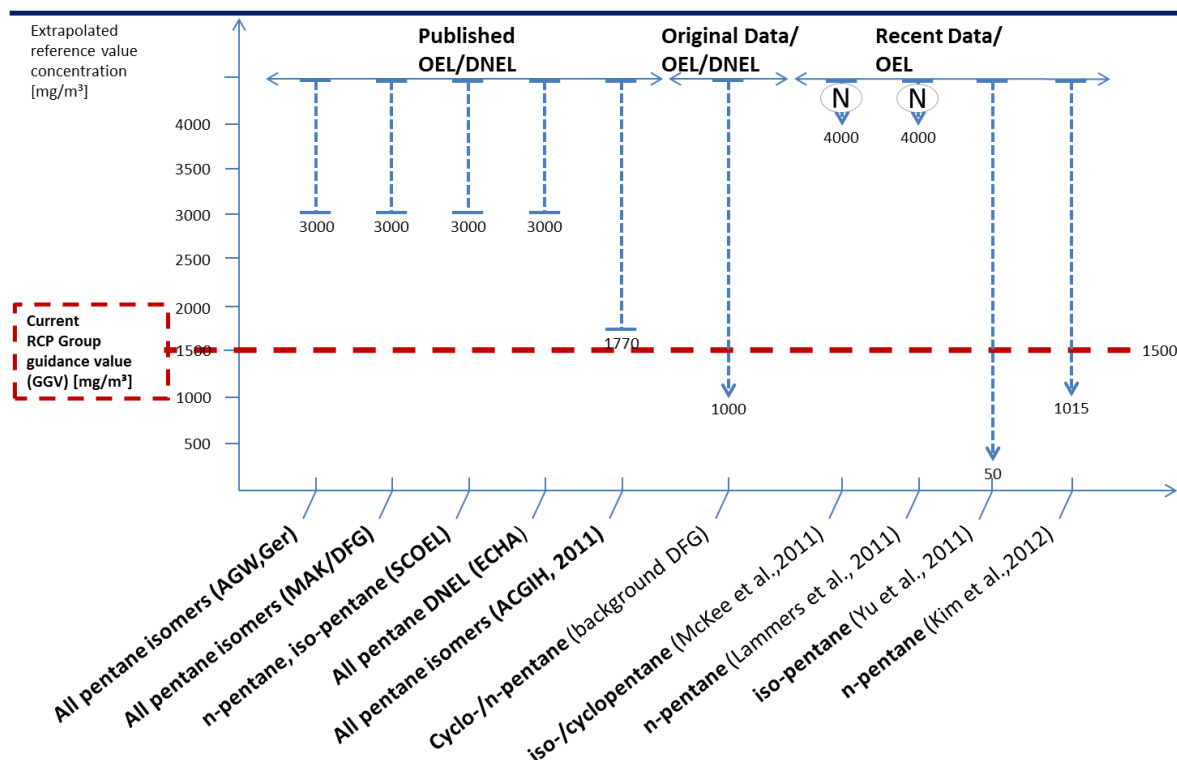 Extrapolated
reference value
concentration
[mg/m³]
Published
OEL/DNEL
Original Data/
OEL/DNEL
Recent Data/
OEL
N
N
4000
3500
3000
2500
2000
1500
1000
500
4000
4000
3000
3000
3000
3000
1770
1500
1000
1015
50
Current
RCP Group
guidance value
(GGV) [mg/m³]
All pentane isomers (AGW,Ger)
All pentane isomers (MAK/DFG)
n-pentane, iso-pentane (SCOEL)
All pentane DNEL (ECHA)
All pentane isomers (ACGIH, 2011)
Cyclo-/n-pentane (background DFG)
iso-/cyclopentane (McKee et al.,2011)
n-pentane (Lammers et al., 2011)
iso-pentane (Yu et al., 2011)
n-pentane (Kim et al.,2012)